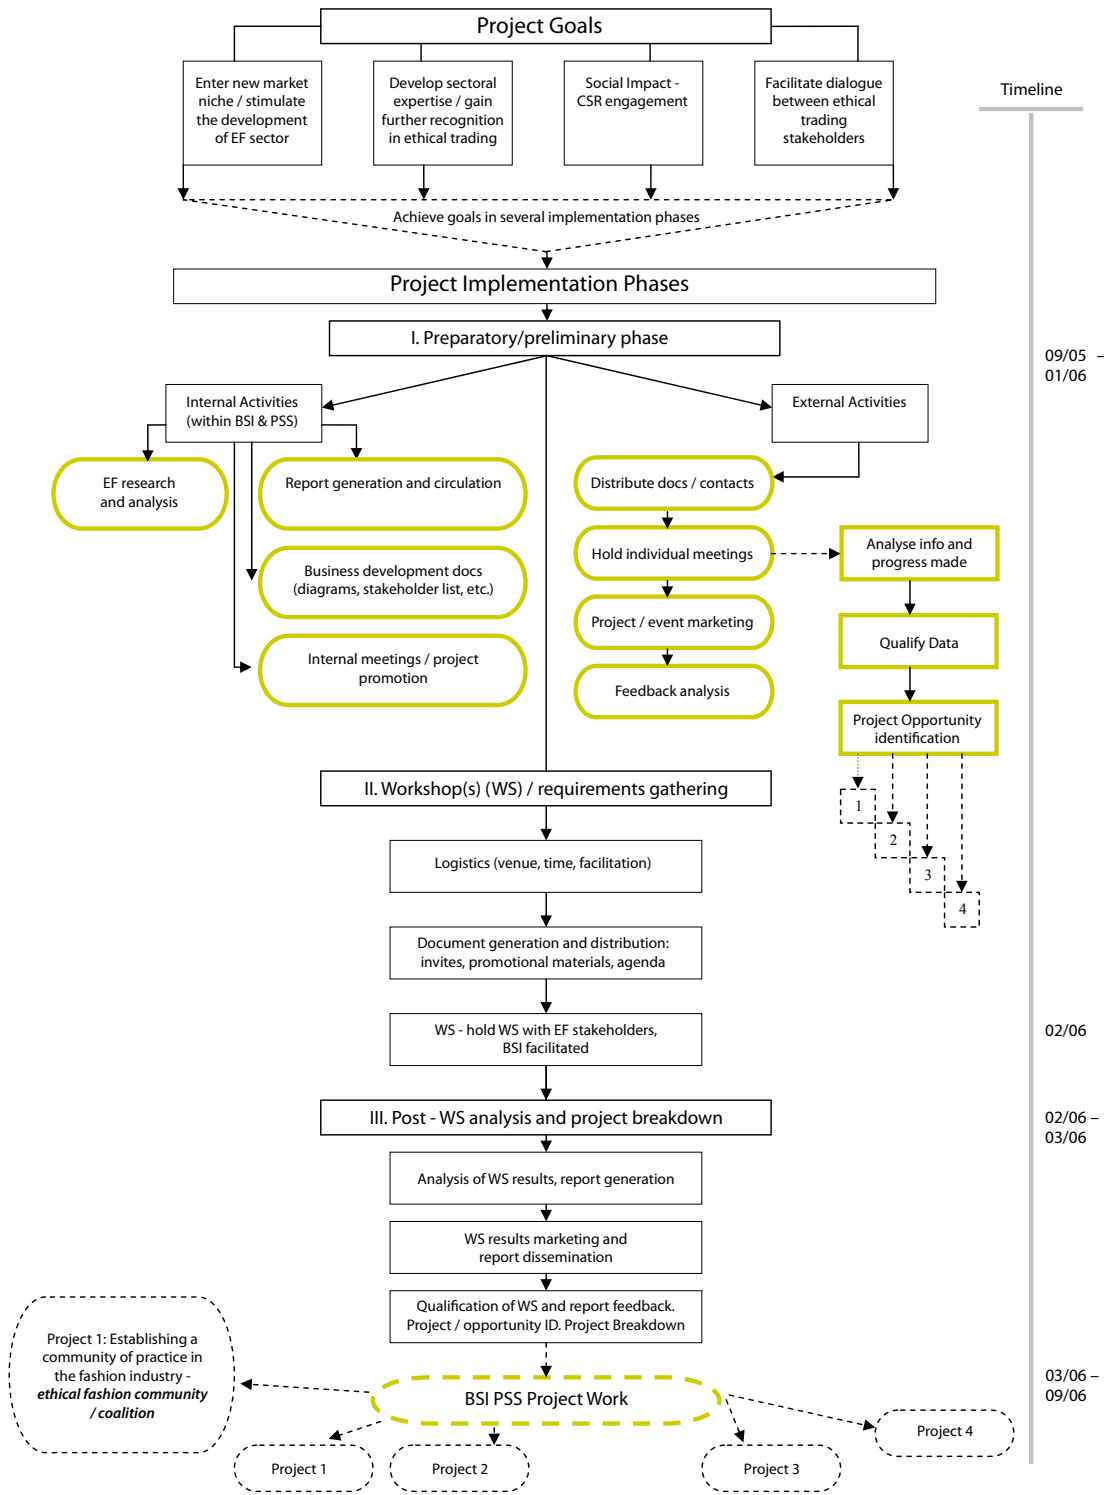 Project Goals
Enter new market
niche / stimulate
the development
of EF sector
Develop sectoral
expertise / gain
further recognition
in ethical trading
Social Impact -
CSR engagement
Facilitate dialogue
between ethical
trading
stakeholders
Timeline
Achieve goals in several implementation phases
Project Implementation Phases
I. Preparatory/preliminary phase
09/05 –
01/06
Internal Activities
(within BSI & PSS)
External Activities
EF research
and analysis
Report generation and circulation
Business development docs
(diagrams, stakeholder list, etc.)
Internal meetings / project
promotion
Distribute docs / contacts
Hold individual meetings
Project / event marketing
Feedback analysis
Analyse info and
progress made
Qualify Data
Project Opportunity
identification
1
2
3
4
II. Workshop(s) (WS) / requirements gathering
Logistics (venue, time, facilitation)
Document generation and distribution:
invites, promotional materials, agenda
WS - hold WS with EF stakeholders,
BSI facilitated
02/06
III. Post - WS analysis and project breakdown
02/06 –
03/06
Analysis of WS results, report generation
WS results marketing and
report dissemination
Qualification of WS and report feedback.
Project / opportunity ID. Project Breakdown
Project 1: Establishing a
community of practice in
the fashion industry -
ethical fashion community
/ coalition
BSI PSS Project Work
03/06 –
09/06
Project 1
Project 2
Project 3
Project 4